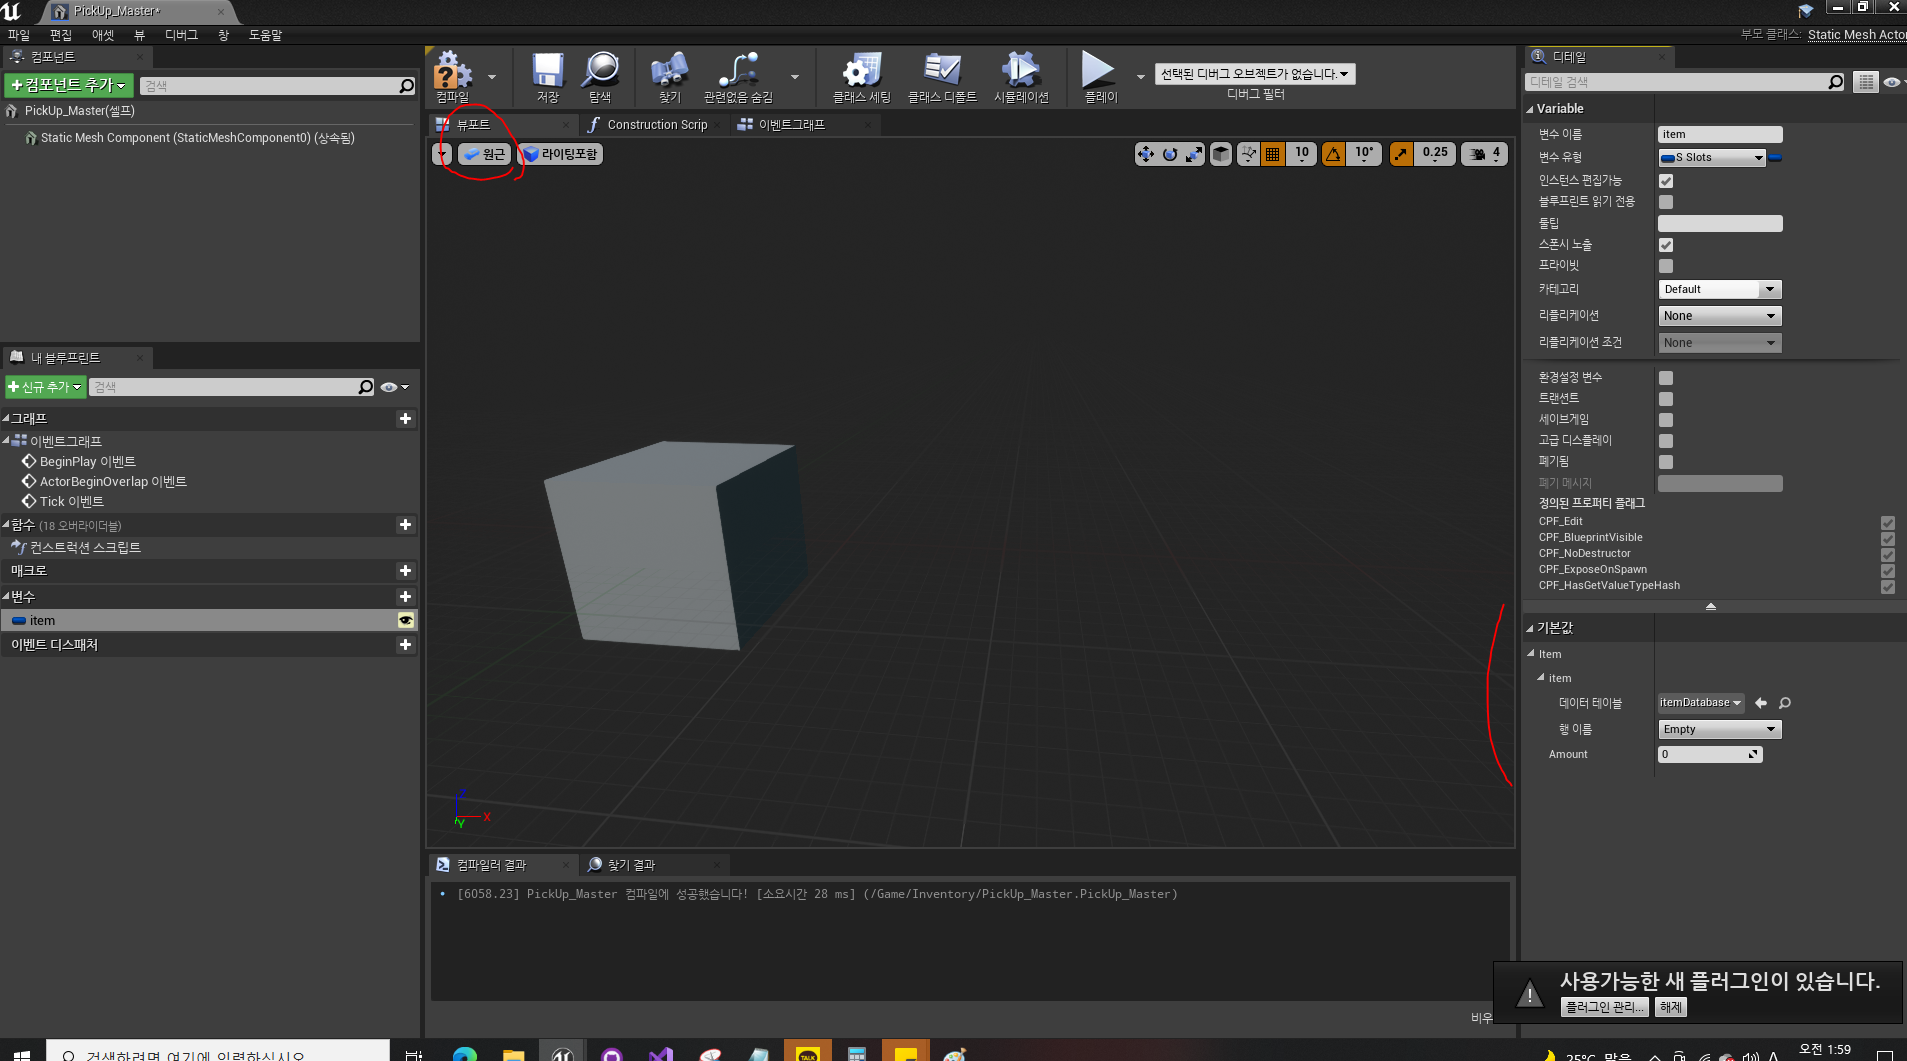 PickUp_Master*
파일 편집 애셋 뷰 디버그 창 도움말
부모 클래스: Static Mesh Actor
컴포넌트
컴포넌트 추가
검색
PickUp_Master(셀프)
Static Mesh Component (StaticMeshComponent0) (상속됨)
컴파일
저장
탐색
찾기
관련없음 숨김
클래스 세팅
클래스 디폴트
시뮬레이션
플레이
선택된 디버그 오브젝트가 없습니다.
디버그 필터
뷰포트
Construction Scrip
이벤트그래프
원근
라이팅포함
10
10°
0.25
4
X
Y
내 블루프린트
신규 추가
검색
그래프
이벤트그래프
BeginPlay 이벤트
ActorBeginOverlap 이벤트
Tick 이벤트
함수 (18 오버라이더블)
컨스트럭션 스크립트
매크로
변수
item
이벤트 디스패처
컴파일러 결과
찾기 결과
[6058.23] PickUp_Master 컴파일에 성공했습니다! [소요시간 28 ms] (/Game/Inventory/PickUp_Master.PickUp_Master)
디테일
디테일 검색
Variable
변수 이름 item
변수 유형 S Slots
인스턴스 편집가능
블루프린트 읽기 전용
툴팁
스폰시 노출
프라이빗
카테고리 Default
리플리케이션 None
리플리케이션 조건 None
환경설정 변수
트랜션트
세이브게임
고급 디스플레이
폐기됨
폐기 메시지
정의된 프로퍼티 플래그
CPF_Edit
CPF_BlueprintVisible
CPF_NoDestructor
CPF_ExposeOnSpawn
CPF_HasGetValueTypeHash
기본값
Item
item
데이터 테이블 itemDatabase
행 이름 Empty
Amount 0
사용가능한 새 플러그인이 있습니다.
플러그인 관리... 해제
비우
검색하려면 여기에 입력하십시오
TALK
25°C 맑음
A
오전 1:59